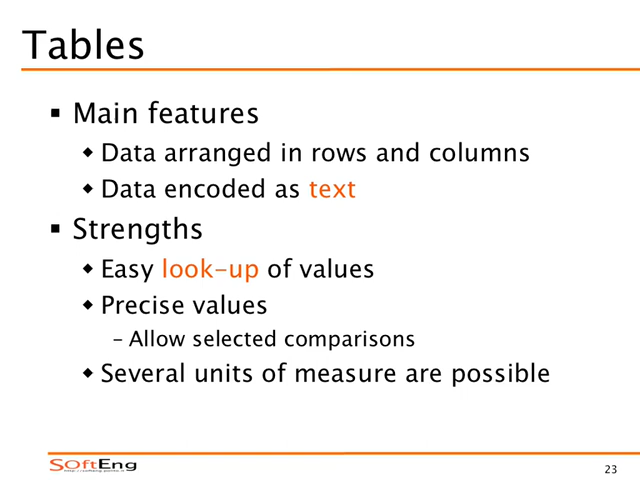 Tables
▪ Main features
◆ Data arranged in rows and columns
◆ Data encoded as text
▪ Strengths
◆ Easy look-up of values
◆ Precise values
– Allow selected comparisons
◆ Several units of measure are possible
SOftEng
23